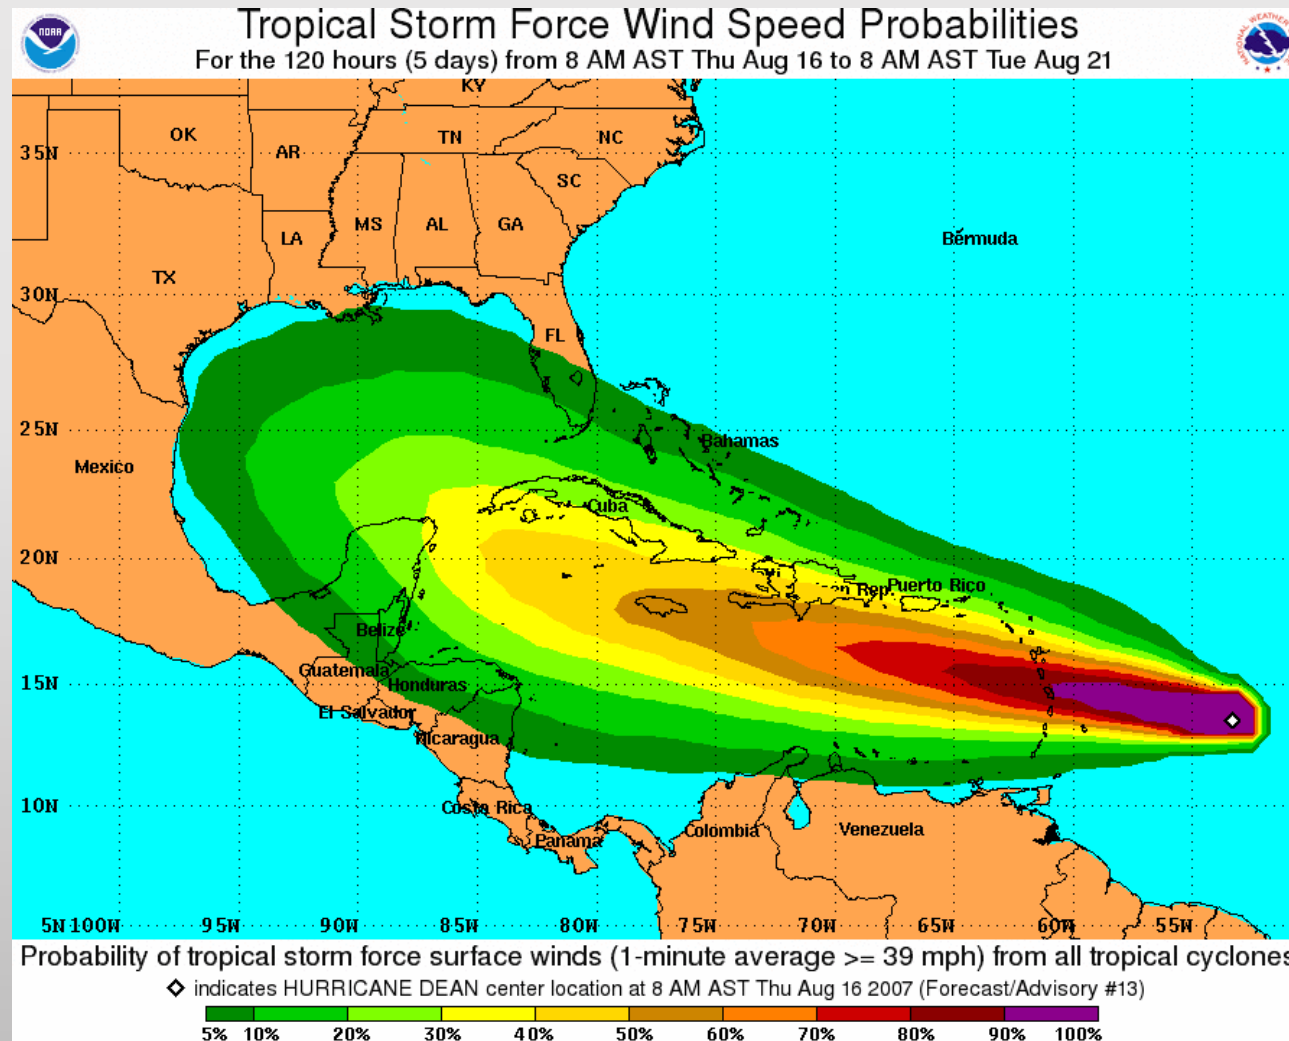 Tropical Storm Force Wind Speed Probabilities
For the 120 hours (5 days) from 8 AM AST Thu Aug 16 to 8 AM AST Tue Aug 21
NOAA
KY
OK
TN
NC
AR
35N
SC
MS
AL
GA
LA
Bermuda
TX
30N
FL
25N
Bahamas
Mexico
Cuba
20N
Puerto Rico
Rep.
Belize
Guatemala
15N
Honduras
El Salvador
Nicaragua
10N
Costa Rica
Colombia
Venezuela
Panama
5N 100W 95W 90W 85W 80W 75W 70W 65W 60W 55W
Probability of tropical storm force surface winds (1-minute average >= 39 mph) from all tropical cyclones
indicates HURRICANE DEAN center location at 8 AM AST Thu Aug 16 2007 (Forecast/Advisory #13)
5% 10% 20% 30% 40% 50% 60% 70% 80% 90% 100%